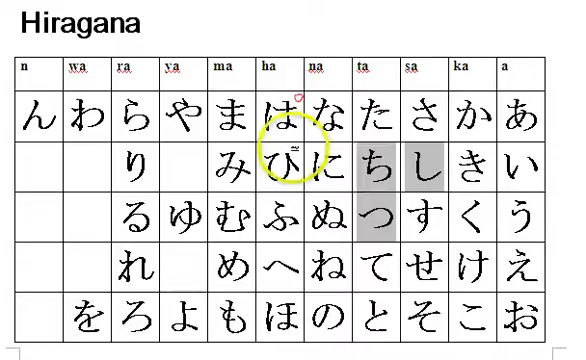 Hiragana
n wa ra ya ma ha na ta sa ka a
ん わ ら や ま は な た さ か あ
り み ひ に ち し き い
る ゆ む ふ ぬ つ す く う
れ め へ ね て せ け え
を ろ よ も ほ の と そ こ お